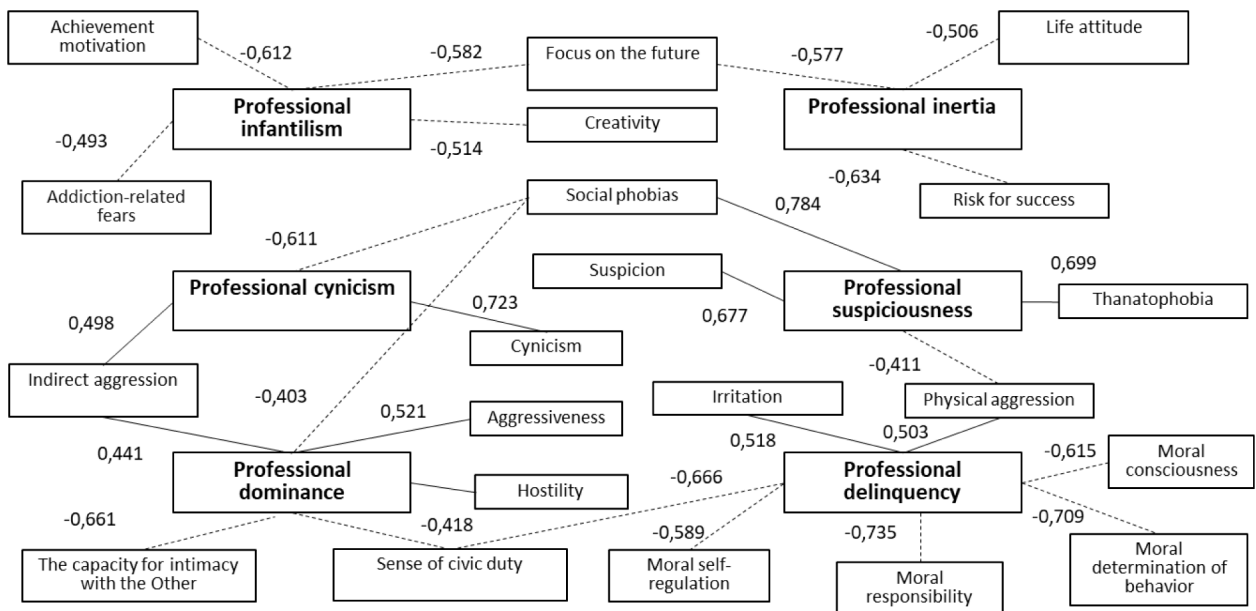 Achievement
motivation
-0,612
-0,582
Focus on the future
-0,577
-0,506
Life attitude
Professional
infantilism
Professional inertia
-0,493
-0,514
Creativity
Addiction-related
fears
-0,634
Risk for success
Social phobias
0,784
-0,611
Suspicion
0,677
Professional cynicism
Professional
suspiciousness
0,699
Thanatophobia
0,498
0,723
Cynicism
Indirect aggression
-0,403
-0,411
Irritation
Physical aggression
0,521
Aggressiveness
0,441
0,518
0,503
Professional
dominance
Hostility
-0,666
Professional
delinquency
-0,615
Moral
consciousness
-0,661
-0,418
-0,589
-0,735
-0,709
The capacity for intimacy
with the Other
Sense of civic duty
Moral self-
regulation
Moral
responsibility
Moral
determination of
behavior